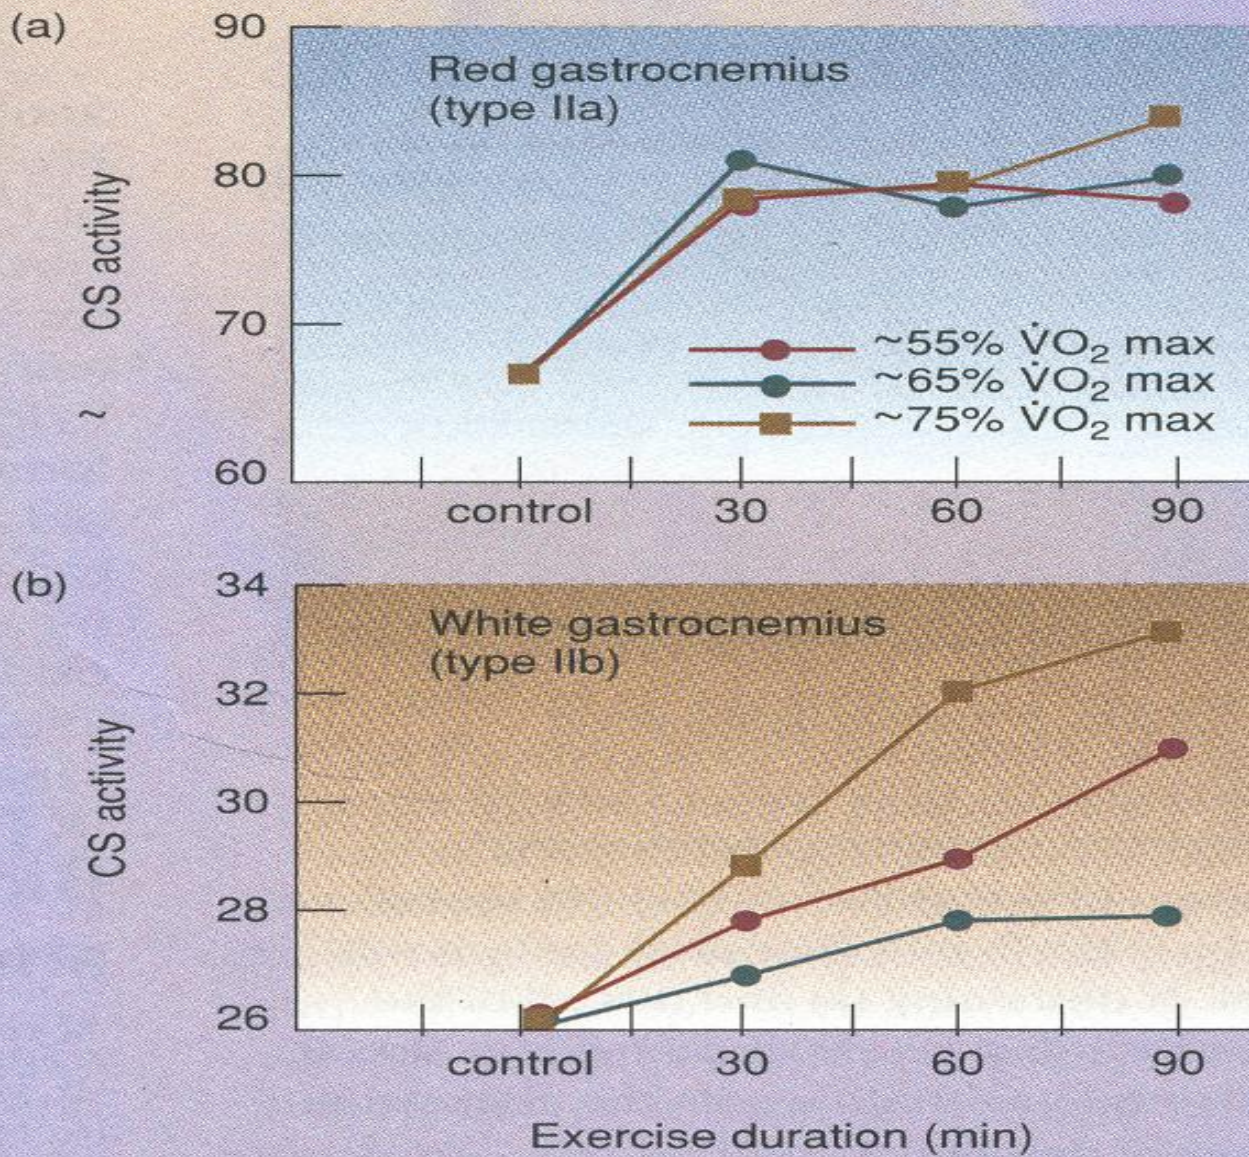 (a)
90
80
70
60
CS activity
~
Red gastrocnemius
(type IIa)
~55% V̇O₂ max
~65% V̇O₂ max
~75% V̇O₂ max
control 30 60 90
(b)
34
32
30
28
26
CS activity
White gastrocnemius
(type IIb)
control 30 60 90
Exercise duration (min)